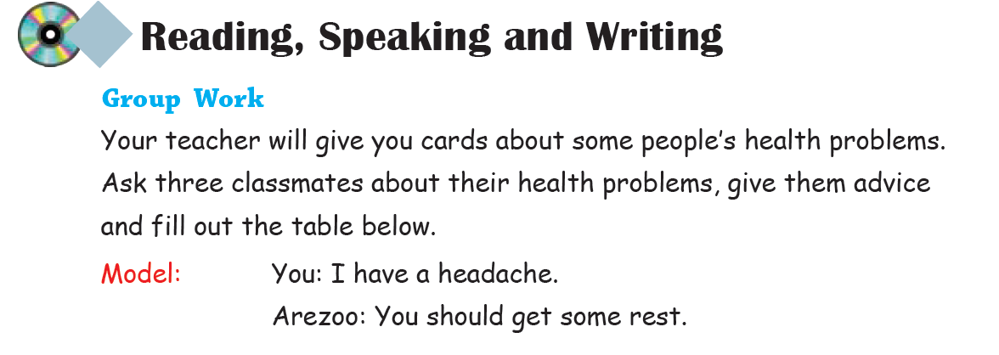 Reading, Speaking and Writing
Group Work
Your teacher will give you cards about some people's health problems.
Ask three classmates about their health problems, give them advice
and fill out the table below.
Model: You: I have a headache.
Arezoo: You should get some rest.